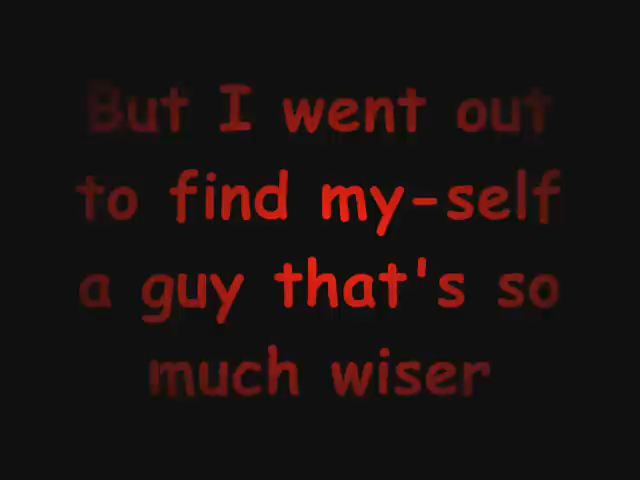 But I went out
to find my-self
a guy that's so
much wiser